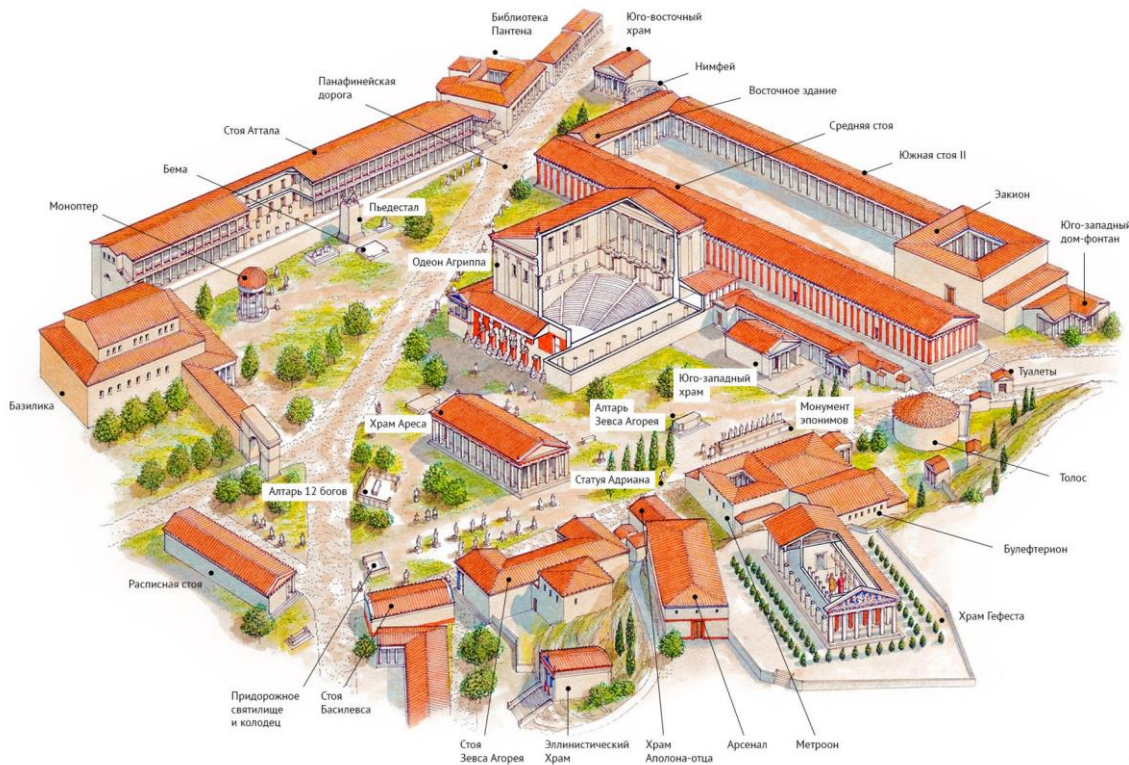 Библиотека
Пантена
Юго-восточный
храм
Нимфей
Панафинейская
дорога
Восточное здание
Средняя стоя
Стоя Аттала
Южная стоя II
Бема
Эакион
Пьедестал
Моноптер
Юго-западный
дом-фонтан
Одеон Агриппа
Туалеты
Юго-западный
храм
Базилика
Храм Ареса
Алтарь
Зевса Агорея
Монумент
эпонимов
Статуя Адриана
Толос
Алтарь 12 богов
Булефтерион
Расписная стоя
Храм Гефеста
Придорожное
святилище
и колодец
Стоя
Басилевса
Стоя
Зевса Агорея
Эллинистический
Храм
Храм
Аполона-отца
Арсенал
Метроон